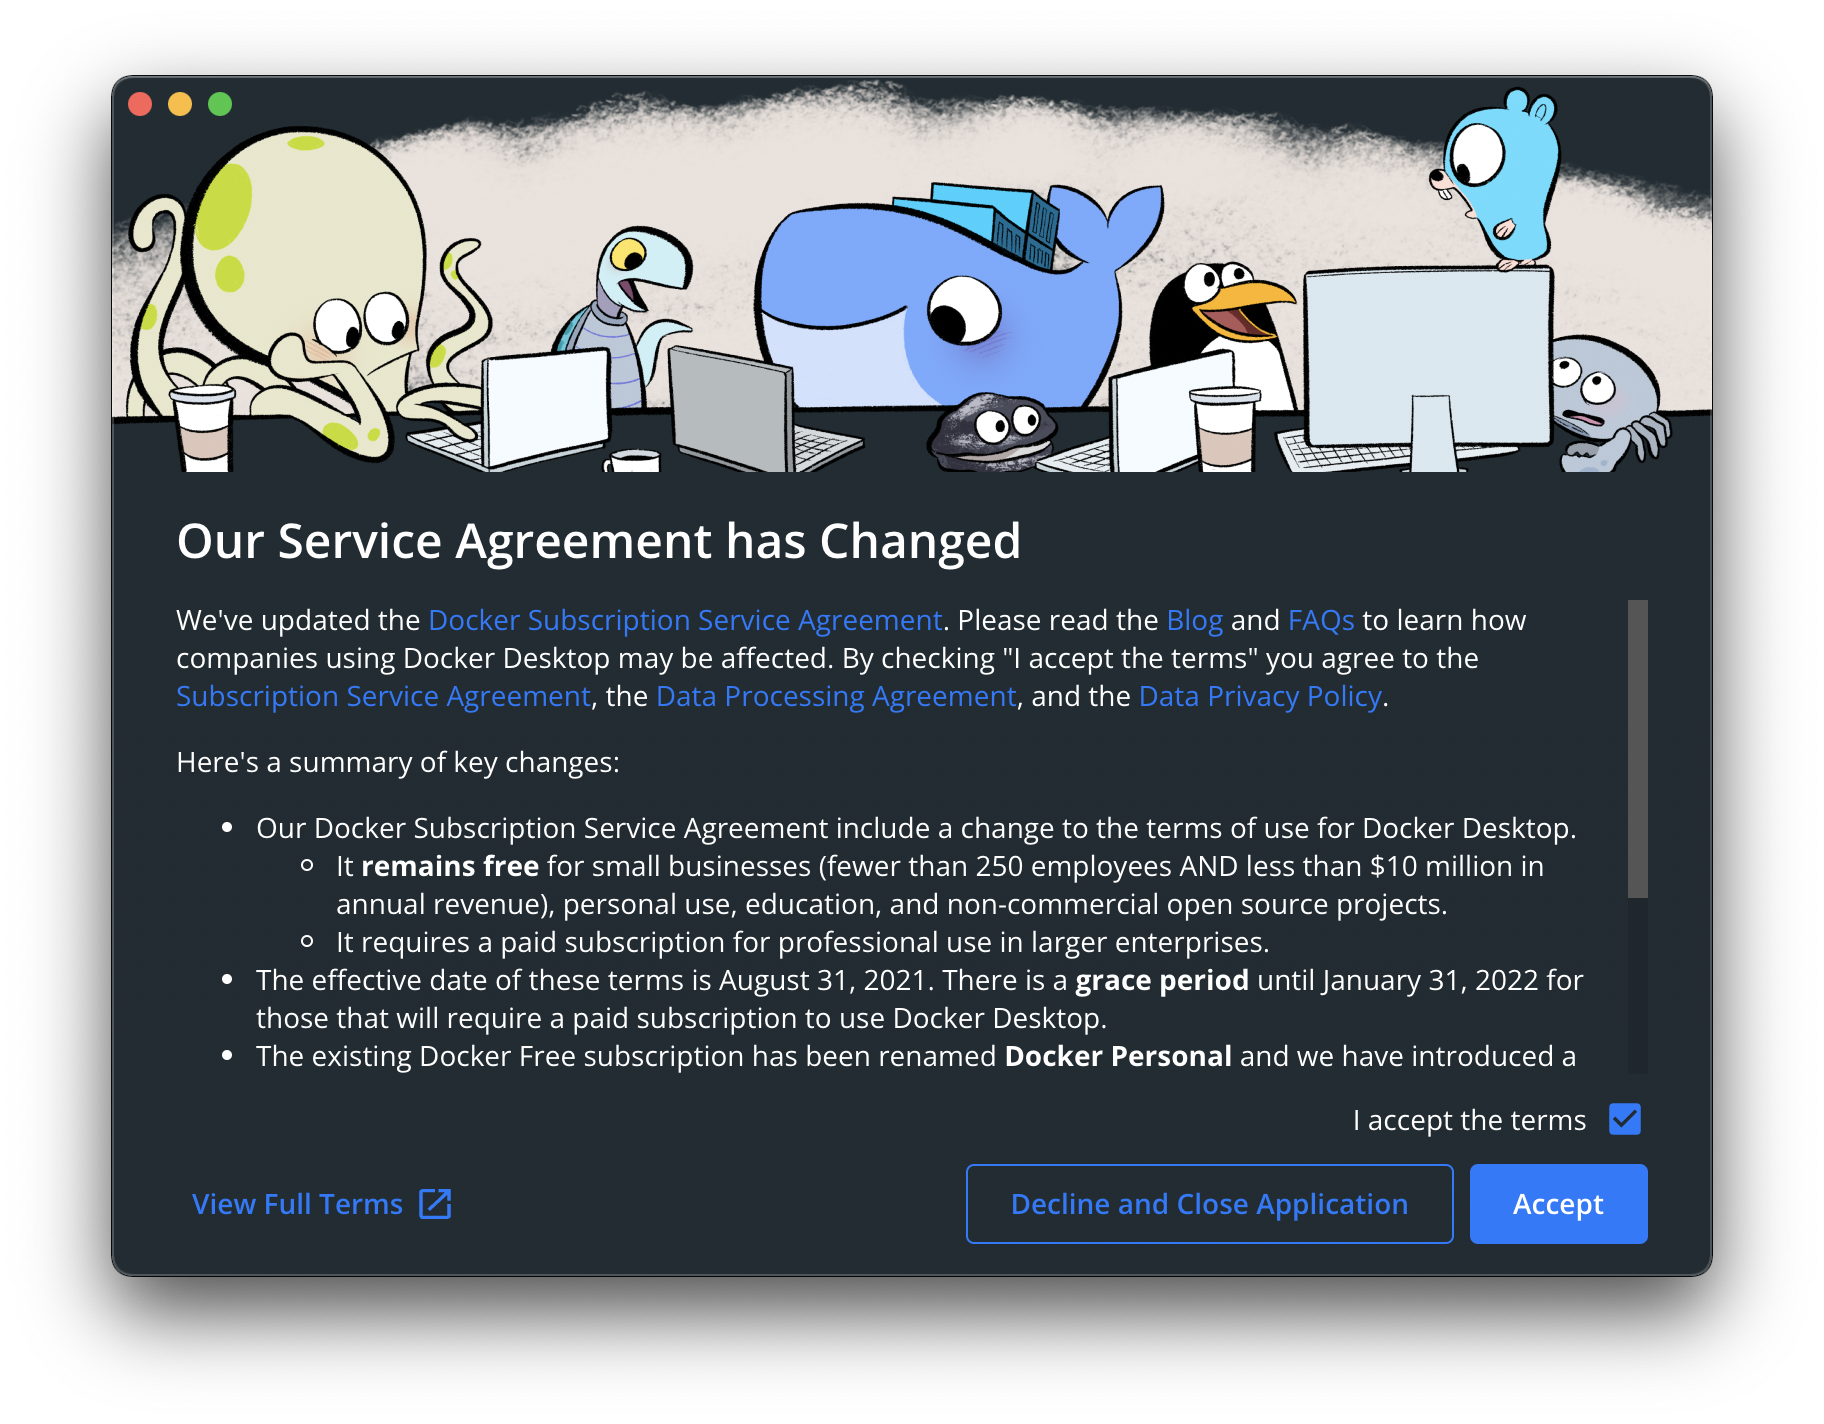 Our Service Agreement has Changed
We've updated the Docker Subscription Service Agreement. Please read the Blog and FAQs to learn how
companies using Docker Desktop may be affected. By checking "I accept the terms" you agree to the
Subscription Service Agreement, the Data Processing Agreement, and the Data Privacy Policy.
Here's a summary of key changes:
• Our Docker Subscription Service Agreement include a change to the terms of use for Docker Desktop.
◦ It remains free for small businesses (fewer than 250 employees AND less than $10 million in
annual revenue), personal use, education, and non-commercial open source projects.
◦ It requires a paid subscription for professional use in larger enterprises.
• The effective date of these terms is August 31, 2021. There is a grace period until January 31, 2022 for
those that will require a paid subscription to use Docker Desktop.
• The existing Docker Free subscription has been renamed Docker Personal and we have introduced a
I accept the terms
View Full Terms
Decline and Close Application
Accept